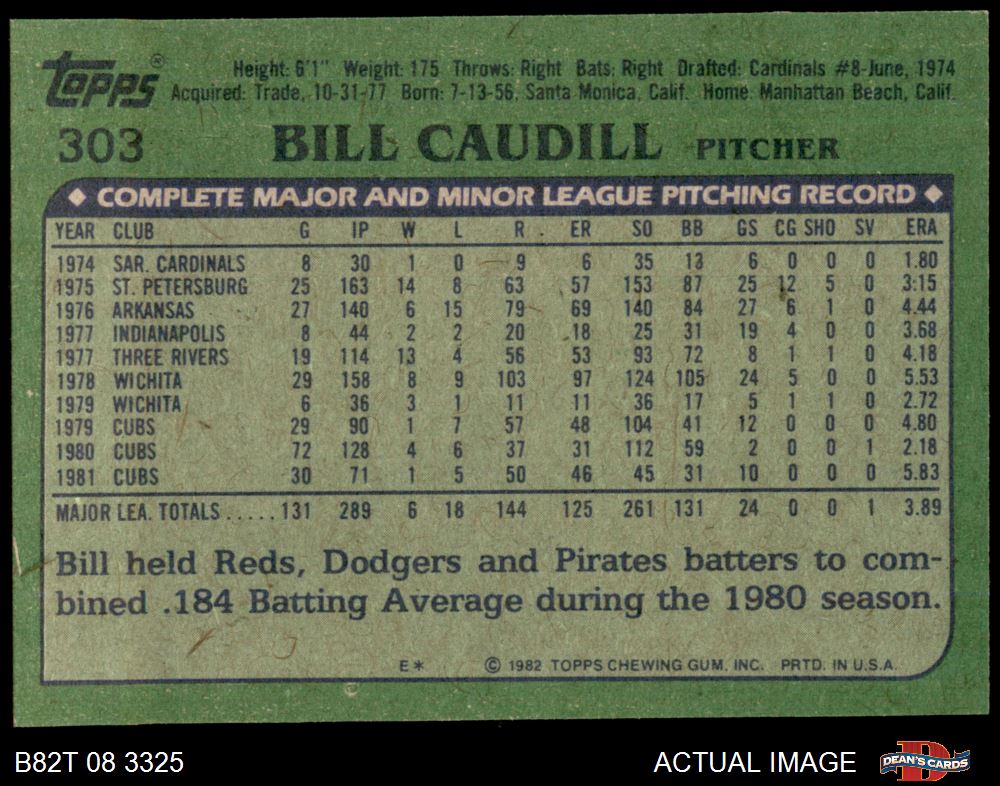 Topps®
Height: 6'1" Weight: 175 Throws: Right Bats: Right Drafted: Cardinals #8-June, 1974
Acquired: Trade, 10-31-77 Born: 7-13-56, Santa Monica, Calif. Home: Manhattan Beach, Calif.
303 BILL CAUDILL PITCHER
♦ COMPLETE MAJOR AND MINOR LEAGUE PITCHING RECORD ♦
YEAR CLUB G IP W L R ER SO BB GS CG SHO SV ERA
1974 SAR. CARDINALS 8 30 1 0 9 6 35 13 6 0 0 0 1.80
1975 ST. PETERSBURG 25 163 14 8 63 57 153 87 25 12 5 0 3:15
1976 ARKANSAS 27 140 6 15 79 69 140 84 27 6 1 0 4.44
1977 INDIANAPOLIS 8 44 2 2 20 18 25 31 19 4 0 0 3.68
1977 THREE RIVERS 19 114 13 4 56 53 93 72 8 1 1 0 4.18
1978 WICHITA 29 158 8 9 103 97 124 105 24 5 0 0 5.53
1979 WICHITA 6 36 3 1 11 11 36 17 5 1 1 0 2.72
1979 CUBS 29 90 1 7 57 48 104 41 12 0 0 0 4.80
1980 CUBS 72 128 4 6 37 31 112 59 2 0 0 1 2.18
1981 CUBS 30 71 1 5 50 46 45 31 10 0 0 0 5.83
MAJOR LEA. TOTALS.....131 289 6 18 144 125 261 131 24 0 0 1 3.89
Bill held Reds, Dodgers and Pirates batters to com-
bined .184 Batting Average during the 1980 season.
E* © 1982 TOPPS CHEWING GUM, INC. PRTD. IN U.S.A.
B82T 08 3325 ACTUAL IMAGE D DEAN'S CARDS